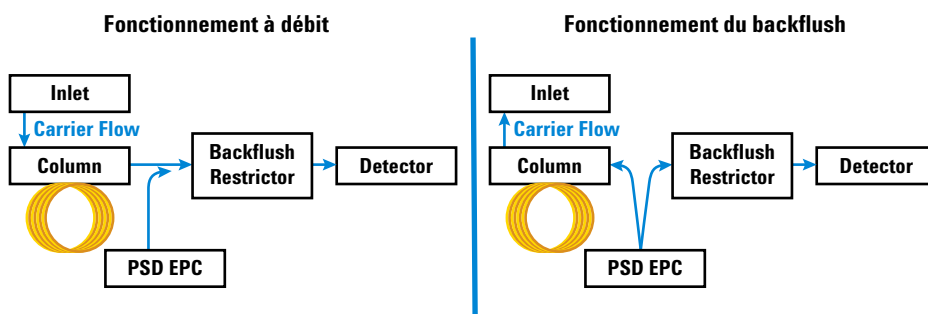 Fonctionnement à débit
Inlet
Carrier Flow
Column
Backflush
Restrictor
Detector
PSD EPC
Fonctionnement du backflush
Inlet
Carrier Flow
Column
Backflush
Restrictor
Detector
PSD EPC